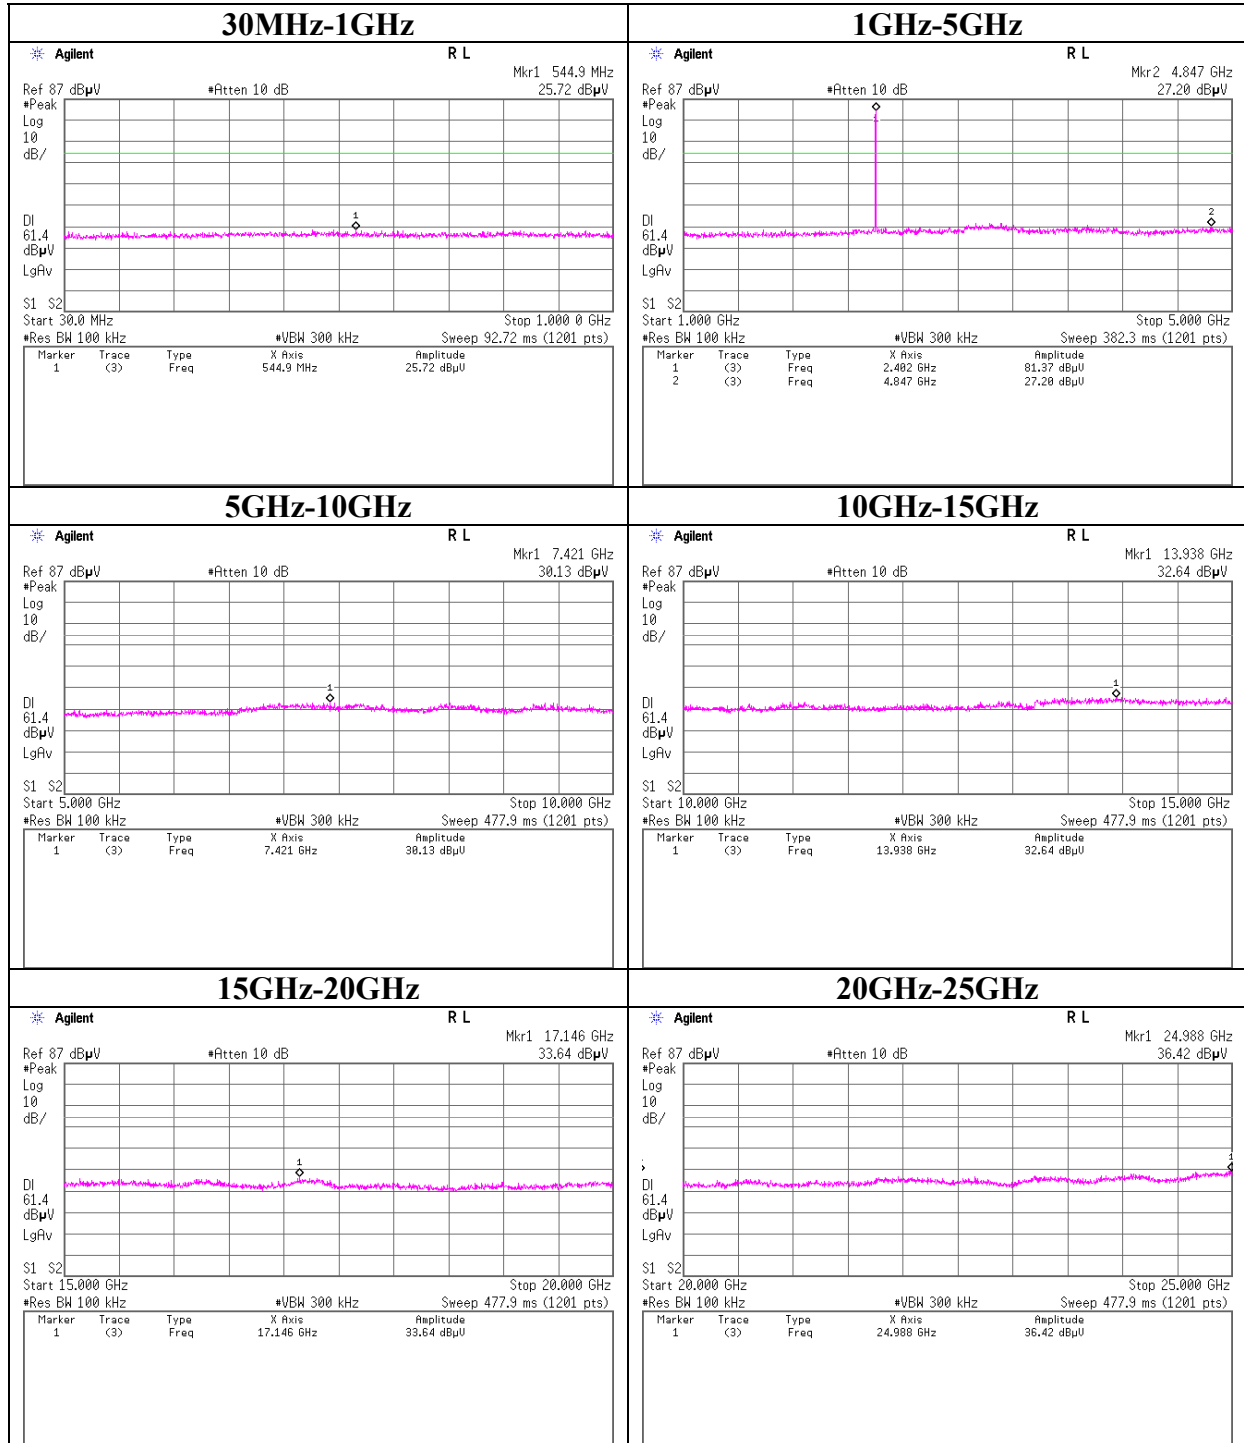 30MHz-1GHz
Agilent R L
Mkr1 544.9 MHz
Ref 87 dBµV #Atten 10 dB 25.72 dBµV
#Peak
Log
10
dB/
1
DI
61.4
dBµV
LgAv
S1 S2
Start 30.0 MHz Stop 1.000 0 GHz
#Res BW 100 kHz #VBW 300 kHz Sweep 92.72 ms (1201 pts)
Marker Trace Type X Axis Amplitude
1 (3) Freq 544.9 MHz 25.72 dBµV
1GHz-5GHz
Agilent R L
Mkr2 4.847 GHz
Ref 87 dBµV #Atten 10 dB 27.20 dBµV
#Peak
Log
10
dB/
1
2
DI
61.4
dBµV
LgAv
S1 S2
Start 1.000 GHz Stop 5.000 GHz
#Res BW 100 kHz #VBW 300 kHz Sweep 382.3 ms (1201 pts)
Marker Trace Type X Axis Amplitude
1 (3) Freq 2.402 GHz 81.37 dBµV
2 (3) Freq 4.847 GHz 27.20 dBµV
5GHz-10GHz
Agilent R L
Mkr1 7.421 GHz
Ref 87 dBµV #Atten 10 dB 30.13 dBµV
#Peak
Log
10
dB/
1
DI
61.4
dBµV
LgAv
S1 S2
Start 5.000 GHz Stop 10.000 GHz
#Res BW 100 kHz #VBW 300 kHz Sweep 477.9 ms (1201 pts)
Marker Trace Type X Axis Amplitude
1 (3) Freq 7.421 GHz 30.13 dBµV
10GHz-15GHz
Agilent R L
Mkr1 13.938 GHz
Ref 87 dBµV #Atten 10 dB 32.64 dBµV
#Peak
Log
10
dB/
1
DI
61.4
dBµV
LgAv
S1 S2
Start 10.000 GHz Stop 15.000 GHz
#Res BW 100 kHz #VBW 300 kHz Sweep 477.9 ms (1201 pts)
Marker Trace Type X Axis Amplitude
1 (3) Freq 13.938 GHz 32.64 dBµV
15GHz-20GHz
Agilent R L
Mkr1 17.146 GHz
Ref 87 dBµV #Atten 10 dB 33.64 dBµV
#Peak
Log
10
dB/
1
DI
61.4
dBµV
LgAv
S1 S2
Start 15.000 GHz Stop 20.000 GHz
#Res BW 100 kHz #VBW 300 kHz Sweep 477.9 ms (1201 pts)
Marker Trace Type X Axis Amplitude
1 (3) Freq 17.146 GHz 33.64 dBµV
20GHz-25GHz
Agilent R L
Mkr1 24.988 GHz
Ref 87 dBµV #Atten 10 dB 36.42 dBµV
#Peak
Log
10
dB/
1
DI
61.4
dBµV
LgAv
S1 S2
Start 20.000 GHz Stop 25.000 GHz
#Res BW 100 kHz #VBW 300 kHz Sweep 477.9 ms (1201 pts)
Marker Trace Type X Axis Amplitude
1 (3) Freq 24.988 GHz 36.42 dBµV